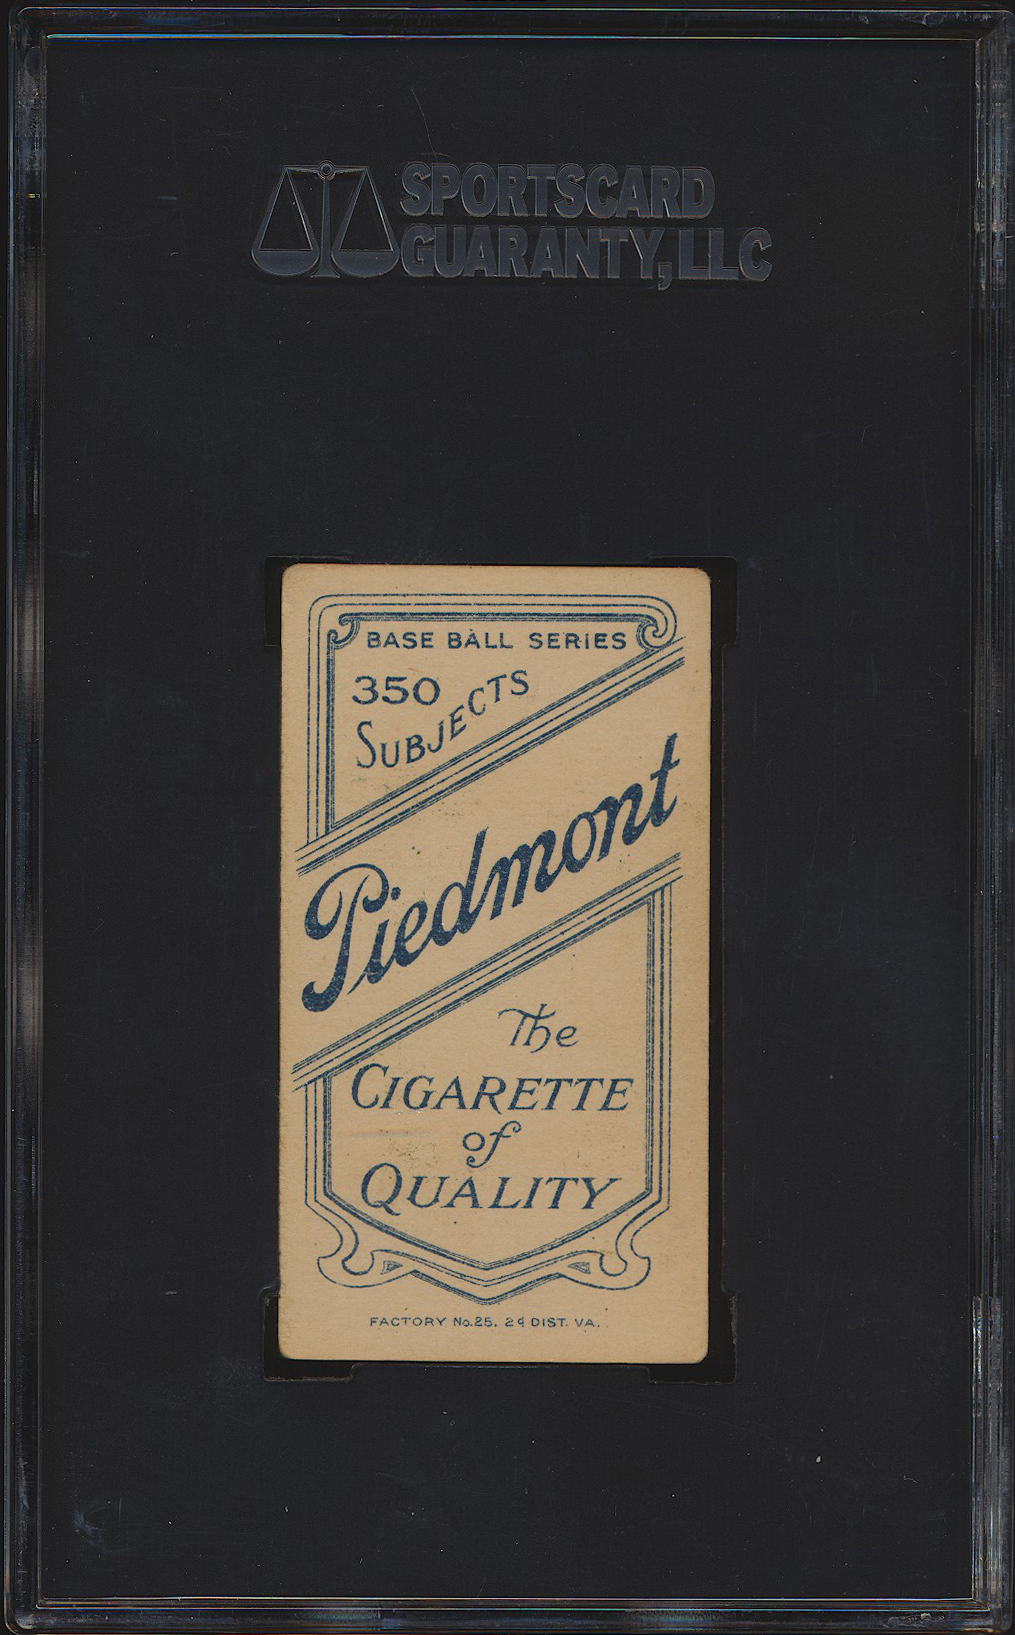 SPORTSCARD
GUARANTY, LLC
BASE BALL SERIES
350
SUBJECTS
Piedmont
The
CIGARETTE
of
QUALITY
FACTORY No. 25. 2d DIST. VA.